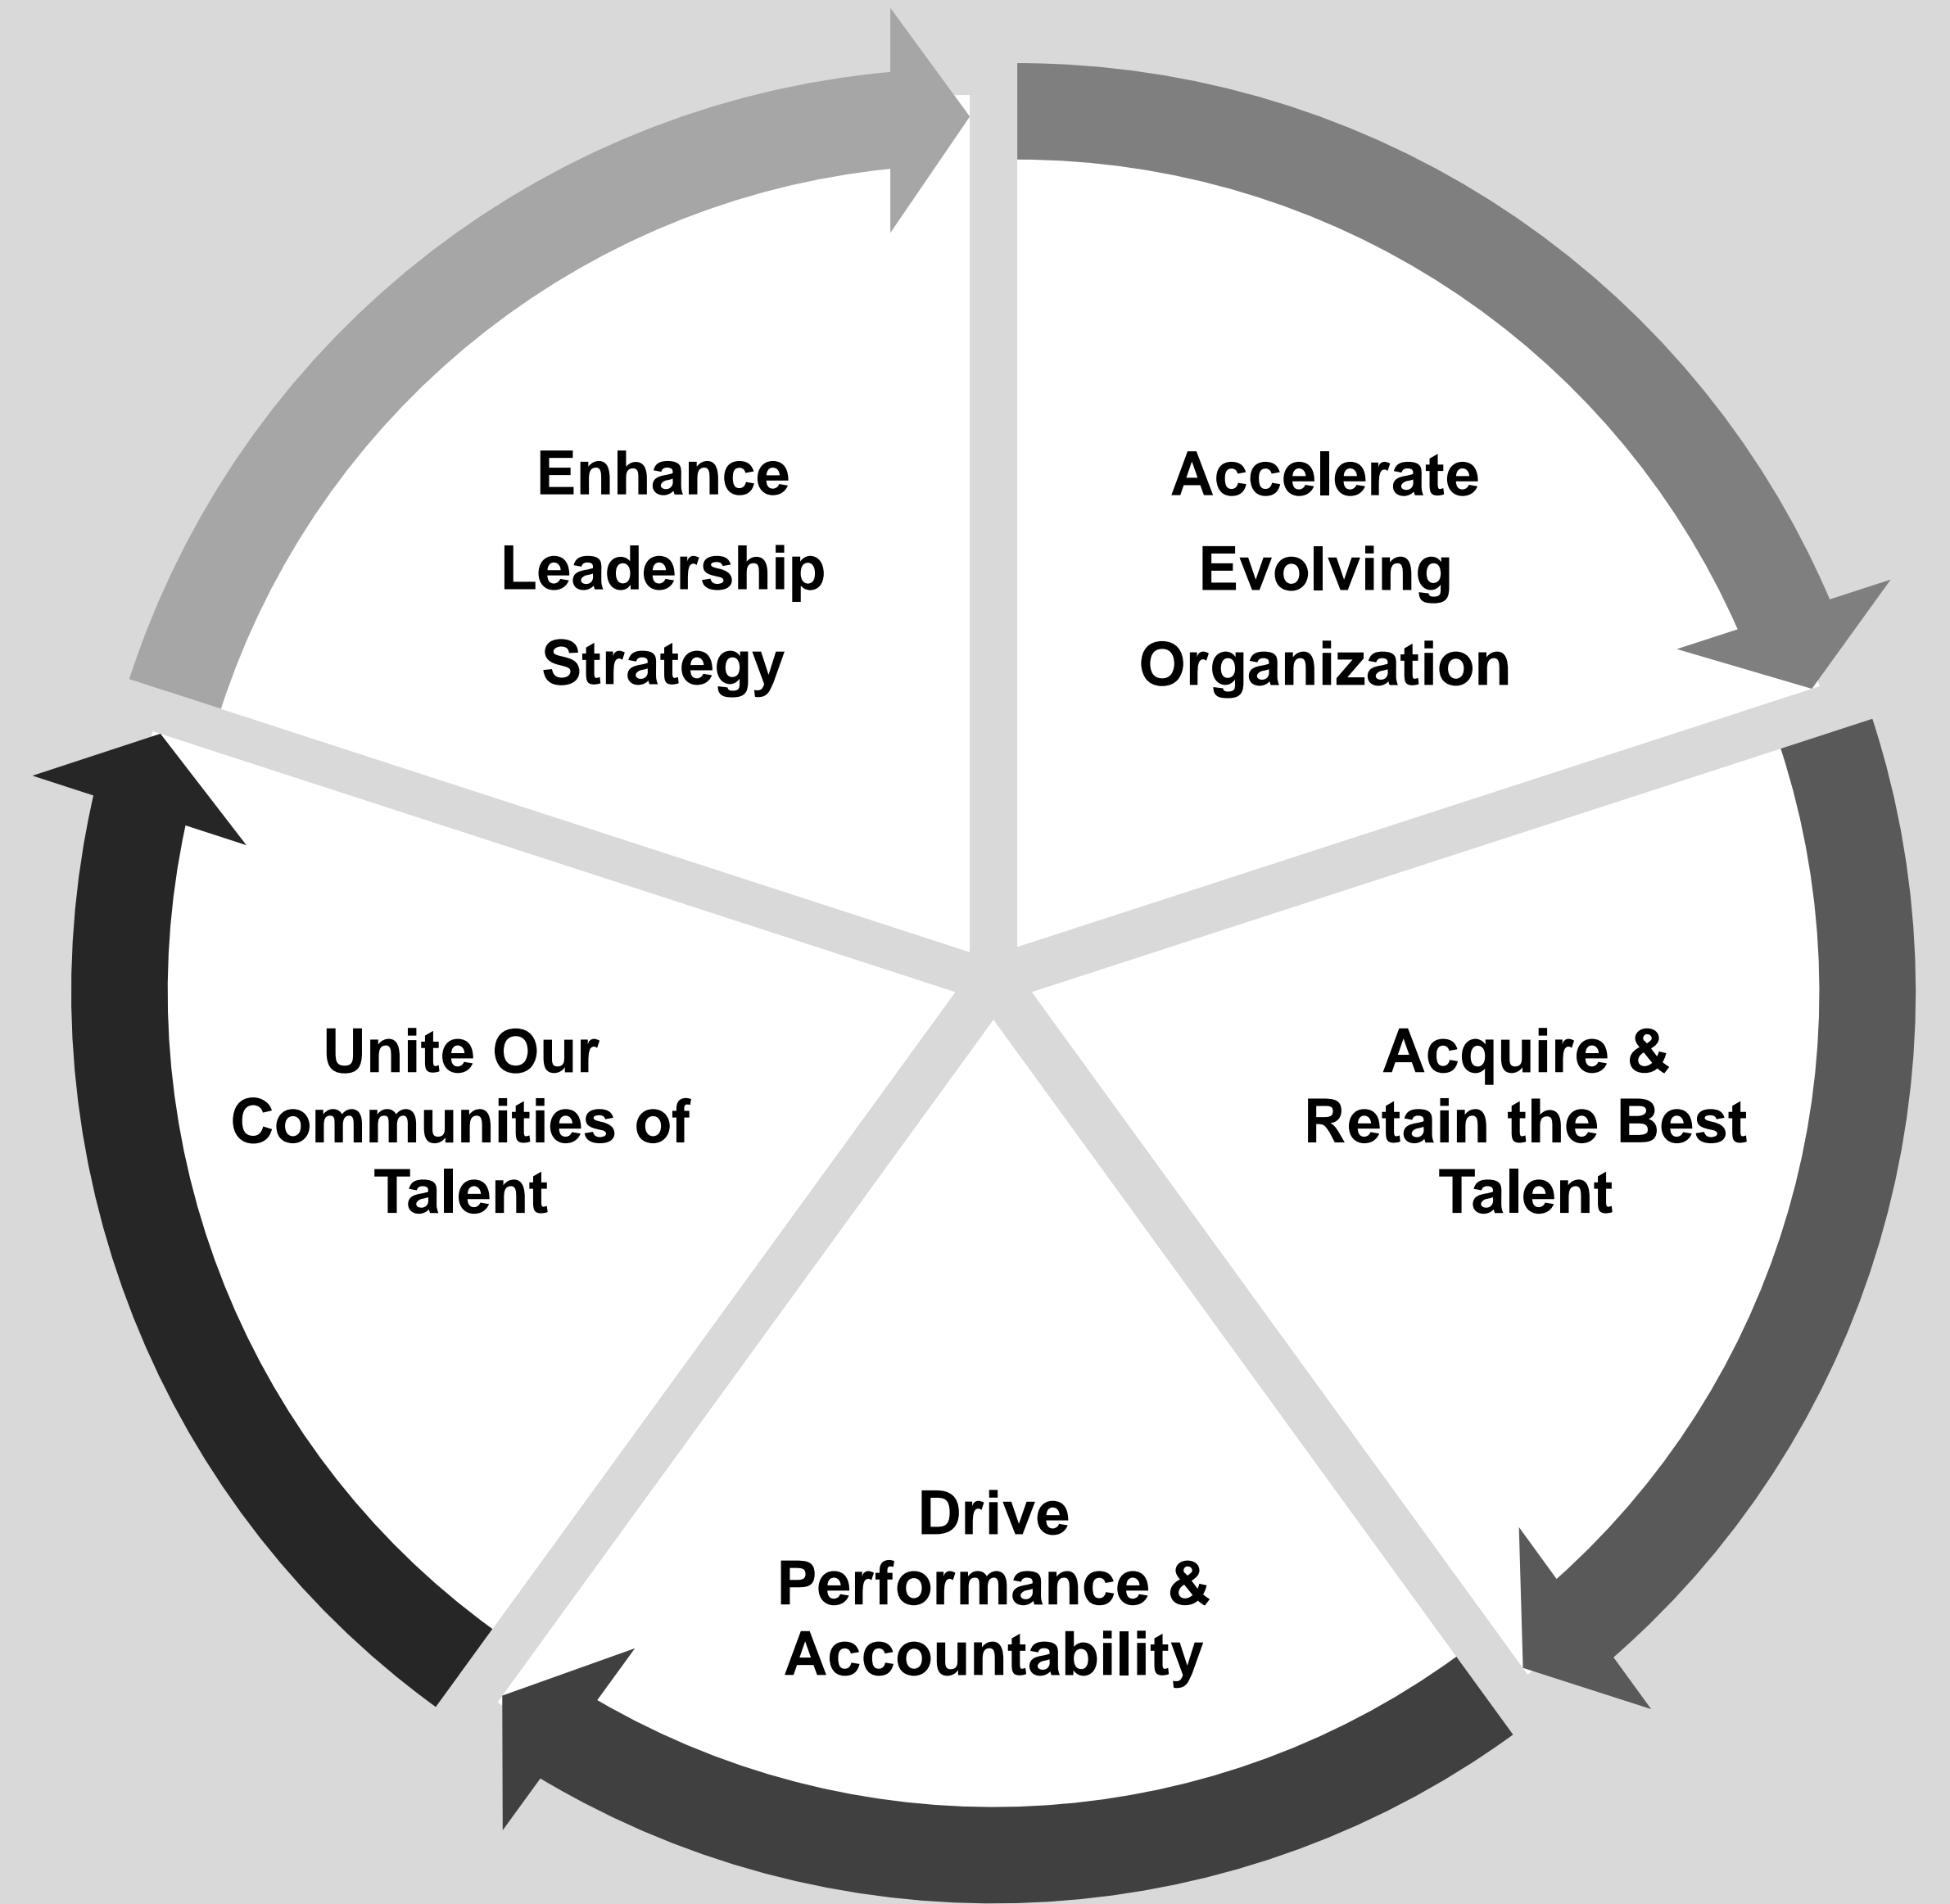 Enhance
Leadership
Strategy
Accelerate
Evolving
Organization
Unite Our
Communities of
Talent
Acquire &
Retain the Best
Talent
Drive
Performance &
Accountability